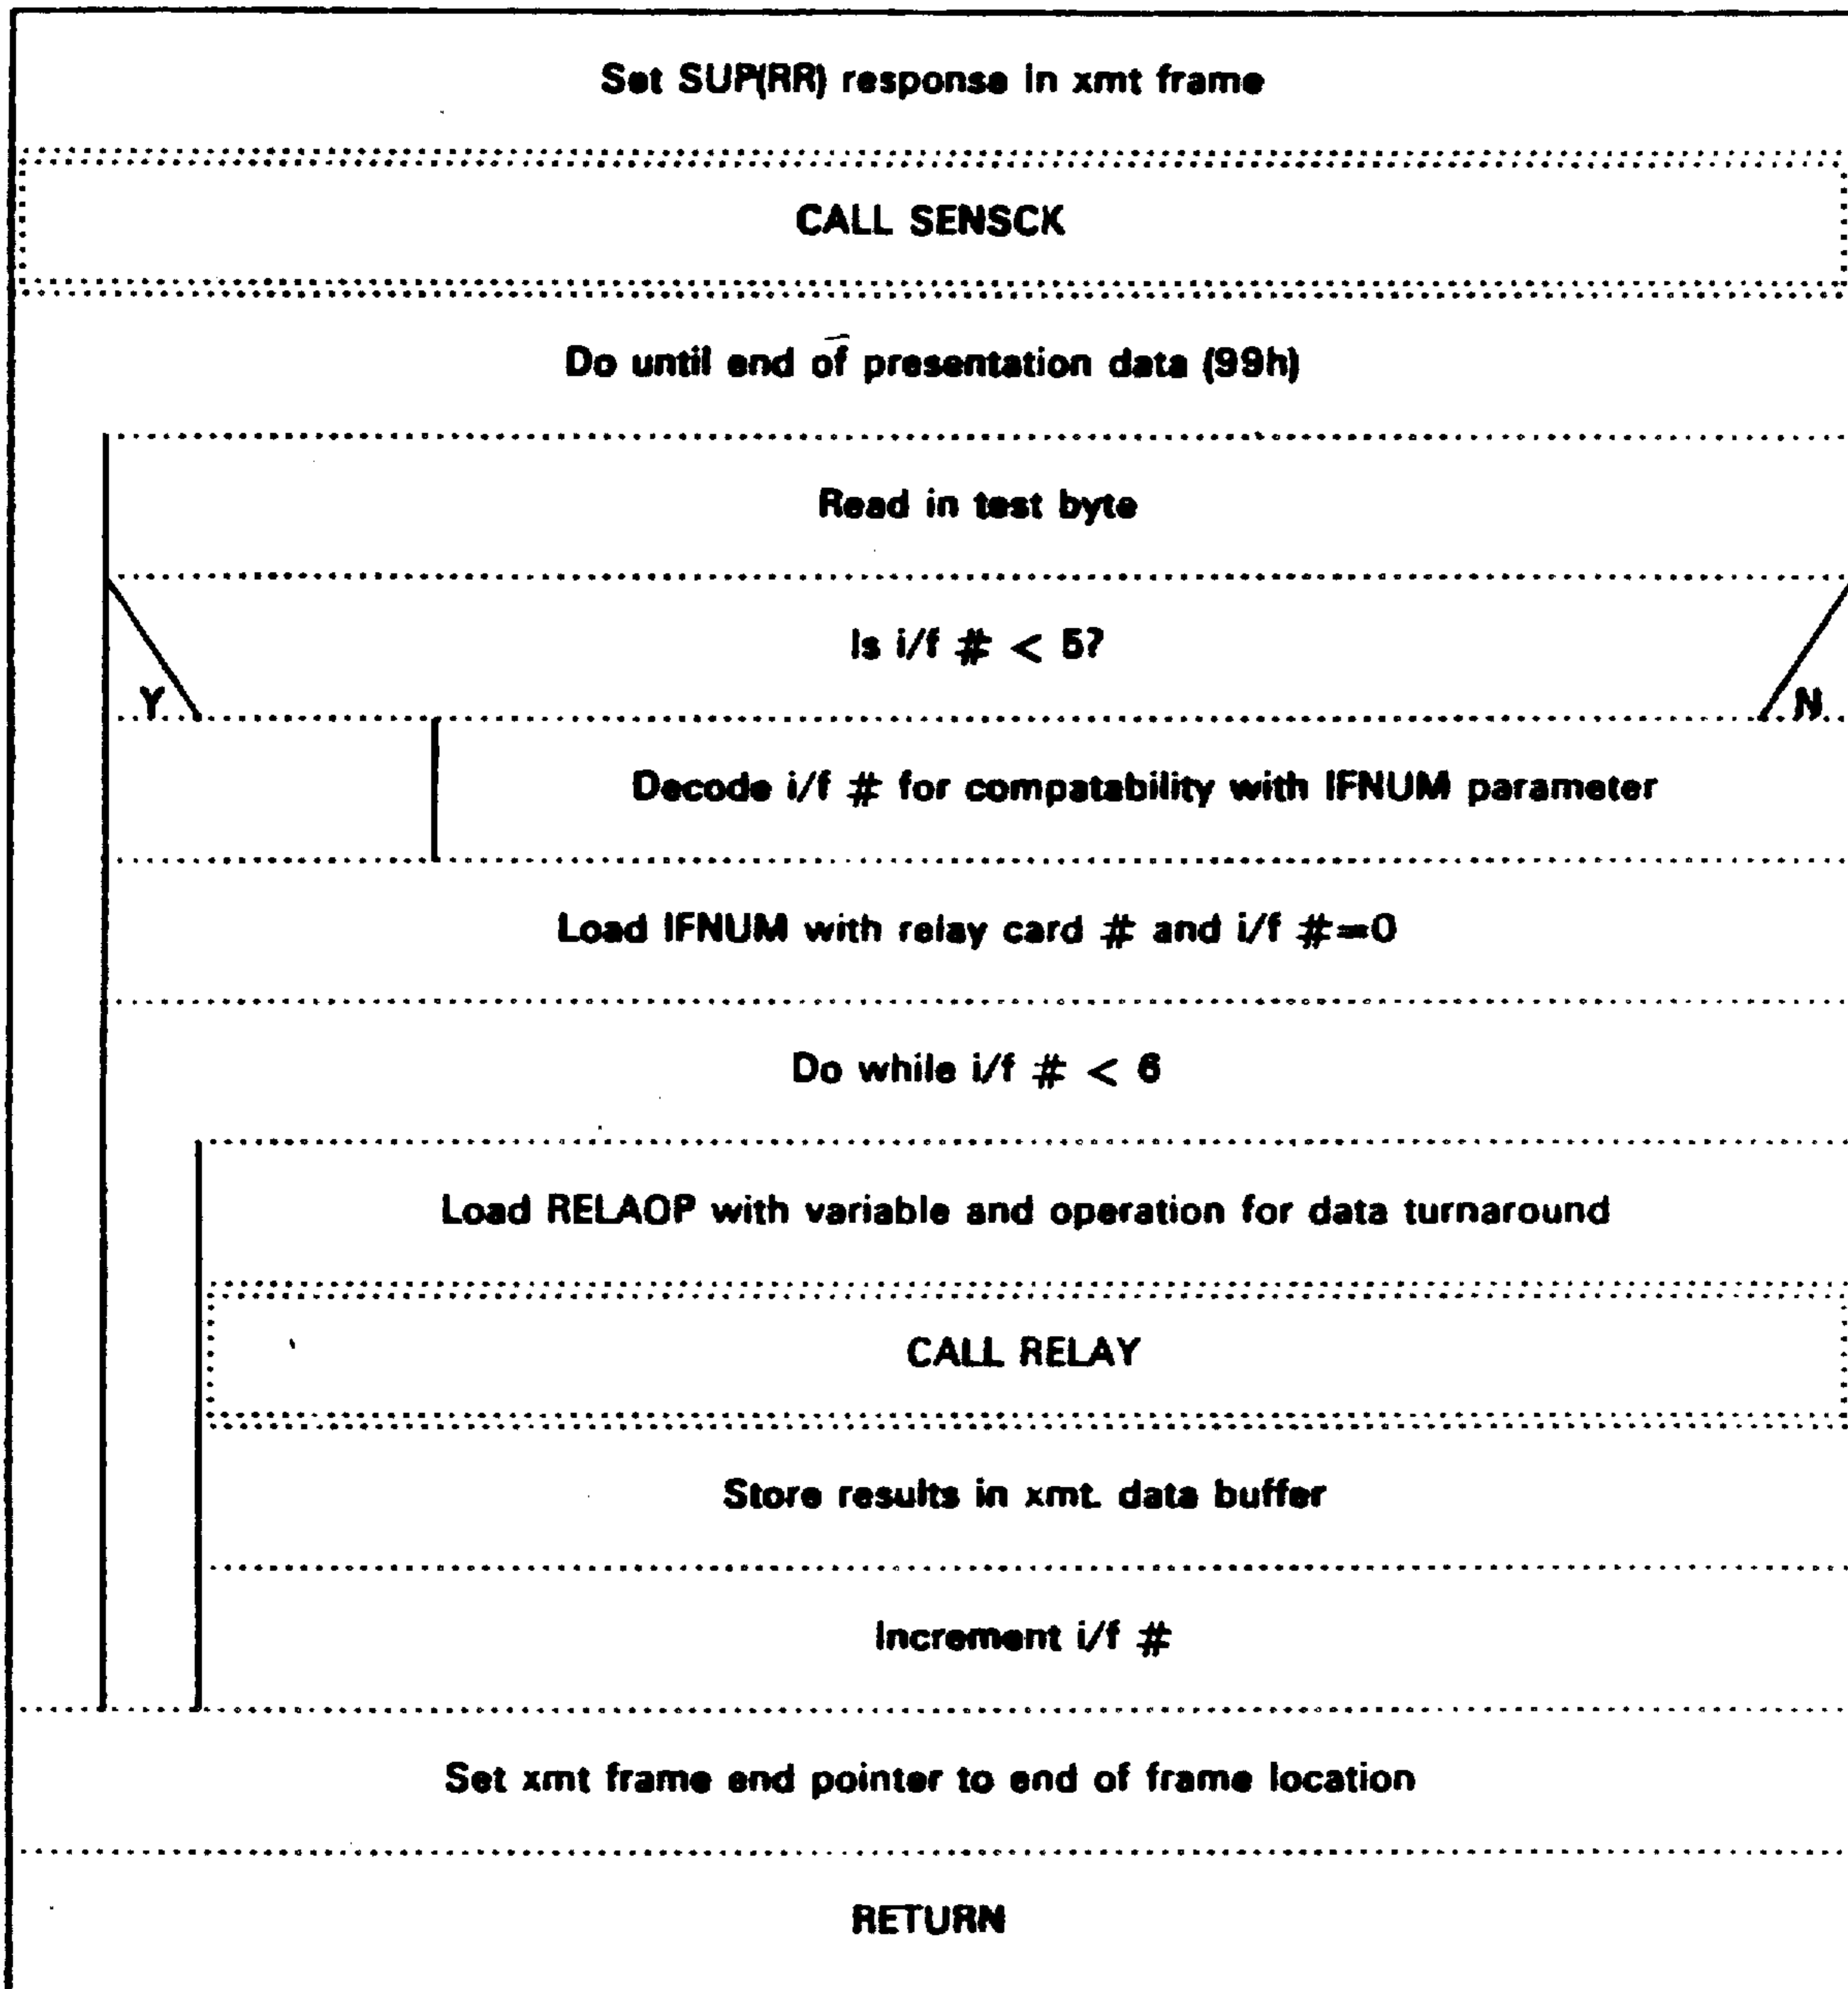 Set SUP(RR) response in xmt frame
CALL SENSCK
Do until end of presentation data (99h)
Read in test byte
Is i/f # < 5?
Y
N
Decode i/f # for compatability with IFNUM parameter
Load IFNUM with relay card # and i/f #=0
Do while i/f # < 6
Load RELAOP with variable and operation for data turnaround
CALL RELAY
Store results in xmt. data buffer
Increment i/f #
Set xmt frame end pointer to end of frame location
RETURN